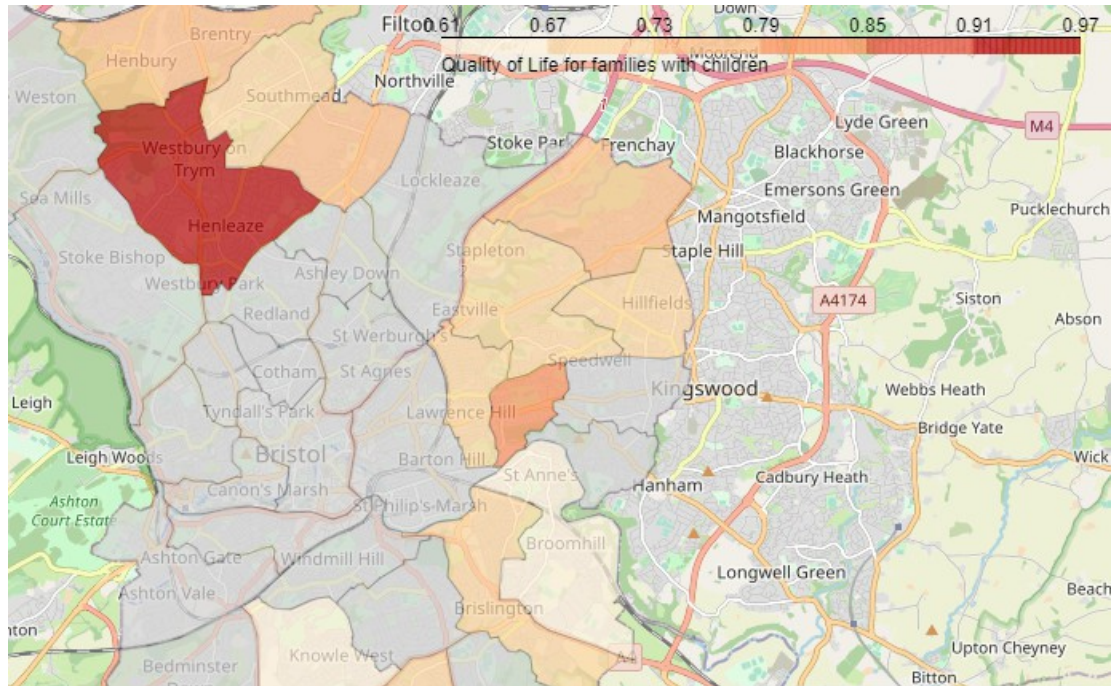 Down
Filton
0.61 0.67 0.73 0.79 0.85 0.91 0.97
Brentry
Moorend
Henbury
Quality of Life for families with children
Northville
Weston
Southmead
Lyde Green
M4
1
Westbury on
Trym
Stoke Park
Frenchay
Blackhorse
Lockleaze
Emersons Green
Sea Mills
Pucklechurch
Mangotsfield
Henleaze
Stapleton
Staple Hill
Stoke Bishop
Ashley Down
Westbury Park
Redland
Eastville
Hillfields
A4174
Siston
Abson
St Werburgh's
Speedwell
Cotham
St Agnes
Kingswood
Webbs Heath
Leigh
Tyndall's Park
Lawrence Hill
Bridge Yate
Bristol
Leigh Woods
Barton Hill
Wick
St Anne's
Cadbury Heath
Canon's Marsh
Hanham
Ashton
Court Estate
St Philip's Marsh
Broomhill
Ashton Gate
Windmill Hill
Longwell Green
Ashton Vale
Beach
Brislington
nton
Knowle West
A4
Upton Cheyney
Bedminster
Bitton